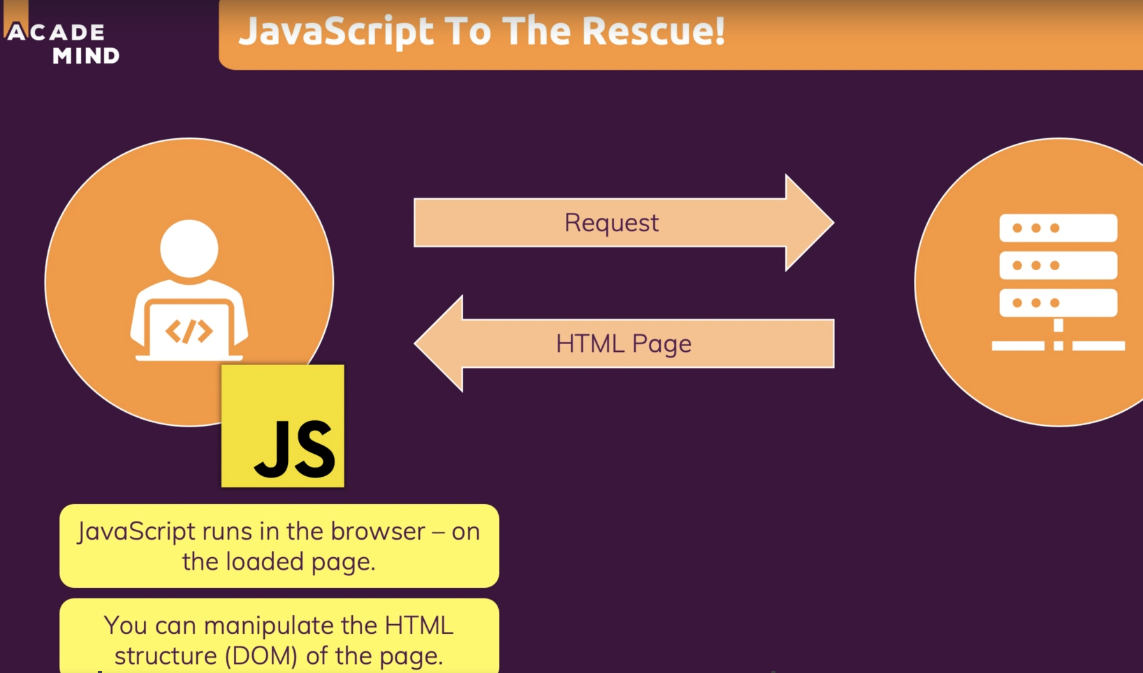 ACADE
MIND
JavaScript To The Rescue!
Request
HTML Page
</>
JS
JavaScript runs in the browser – on
the loaded page.
You can manipulate the HTML
structure (DOM) of the page.